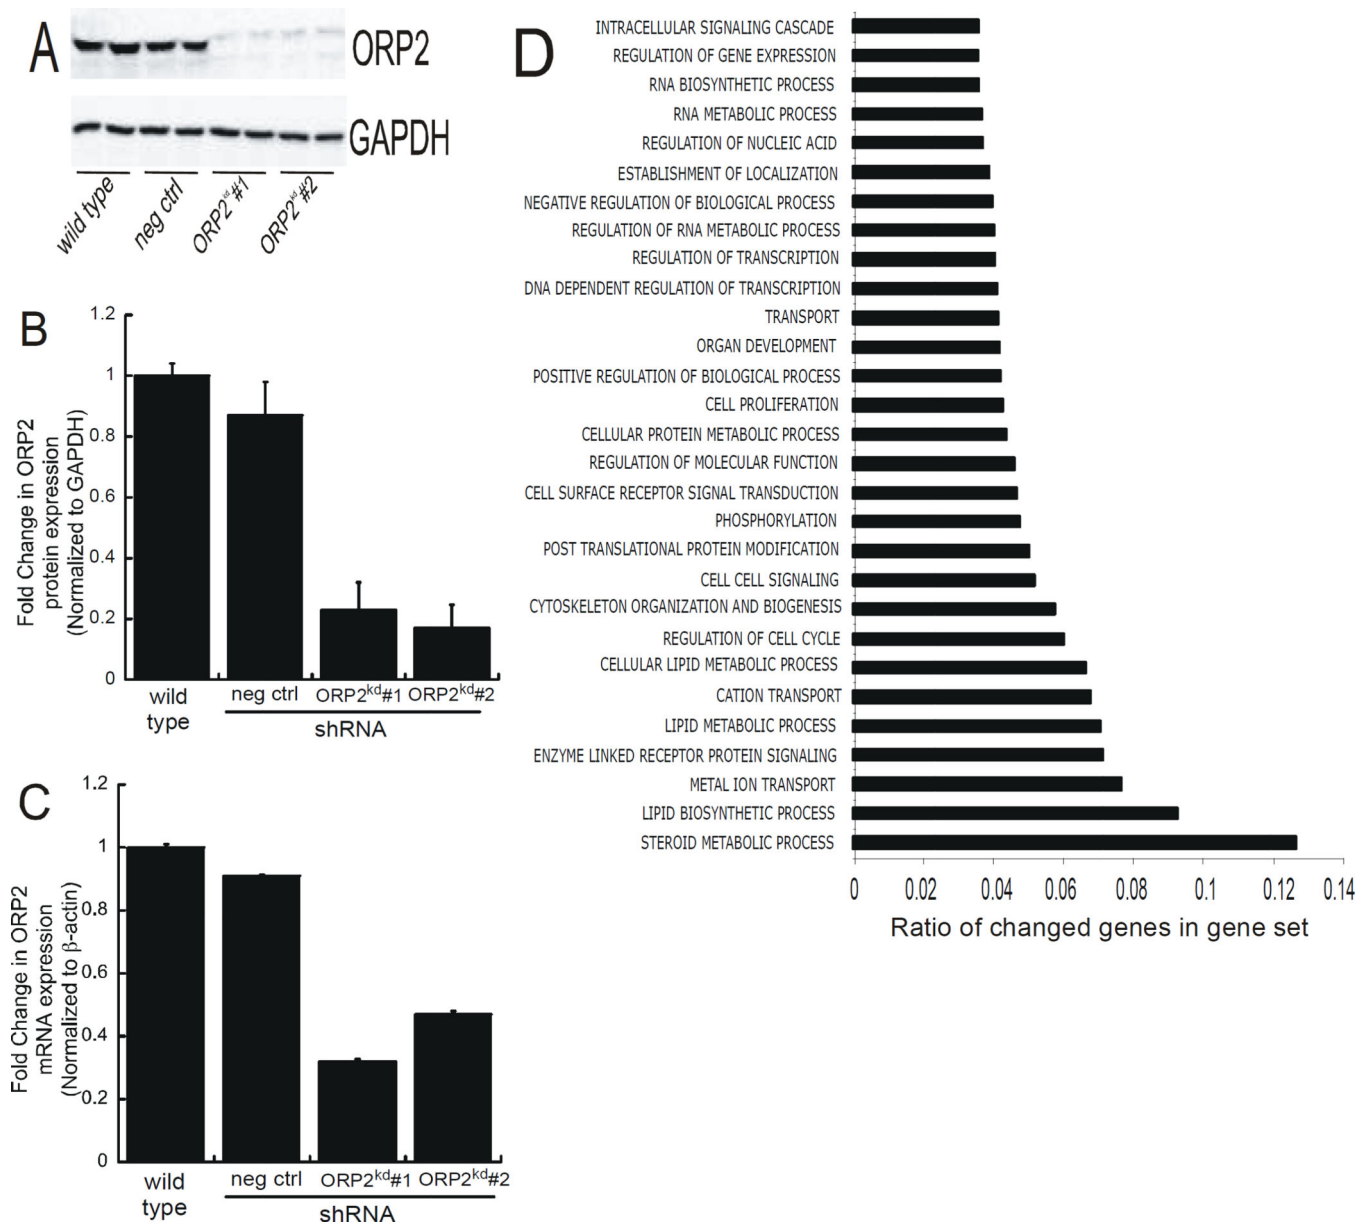 A
ORP2
GAPDH
wild type
neg ctrl
ORP2kd#1
ORP2kd#2
B
Fold Change in ORP2
protein expression
(Normalized to GAPDH)
1.2
1
0.8
0.6
0.4
0.2
0
wild
type
neg ctrl
ORP2kd#1
ORP2kd#2
shRNA
C
Fold Change in ORP2
mRNA expression
(Normalized to β-actin)
1.2
1
0.8
0.6
0.4
0.2
0
wild
type
neg ctrl
ORP2kd#1
ORP2kd#2
shRNA
D
INTRACELLULAR SIGNALING CASCADE
REGULATION OF GENE EXPRESSION
RNA BIOSYNTHETIC PROCESS
RNA METABOLIC PROCESS
REGULATION OF NUCLEIC ACID
ESTABLISHMENT OF LOCALIZATION
NEGATIVE REGULATION OF BIOLOGICAL PROCESS
REGULATION OF RNA METABOLIC PROCESS
REGULATION OF TRANSCRIPTION
DNA DEPENDENT REGULATION OF TRANSCRIPTION
TRANSPORT
ORGAN DEVELOPMENT
POSITIVE REGULATION OF BIOLOGICAL PROCESS
CELL PROLIFERATION
CELLULAR PROTEIN METABOLIC PROCESS
REGULATION OF MOLECULAR FUNCTION
CELL SURFACE RECEPTOR SIGNAL TRANSDUCTION
PHOSPHORYLATION
POST TRANSLATIONAL PROTEIN MODIFICATION
CELL CELL SIGNALING
CYTOSKELETON ORGANIZATION AND BIOGENESIS
REGULATION OF CELL CYCLE
CELLULAR LIPID METABOLIC PROCESS
CATION TRANSPORT
LIPID METABOLIC PROCESS
ENZYME LINKED RECEPTOR PROTEIN SIGNALING
METAL ION TRANSPORT
LIPID BIOSYNTHETIC PROCESS
STEROID METABOLIC PROCESS
0 0.02 0.04 0.06 0.08 0.1 0.12 0.14
Ratio of changed genes in gene set